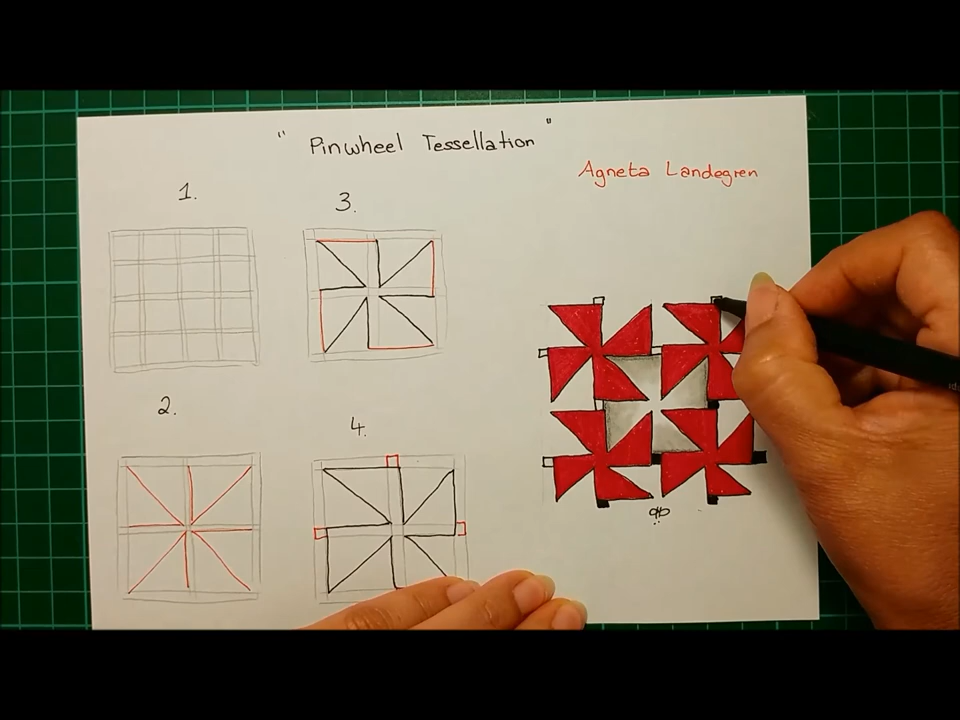 " Pinwheel Tessellation "
Agneta Landegren
1.
3.
2.
4.